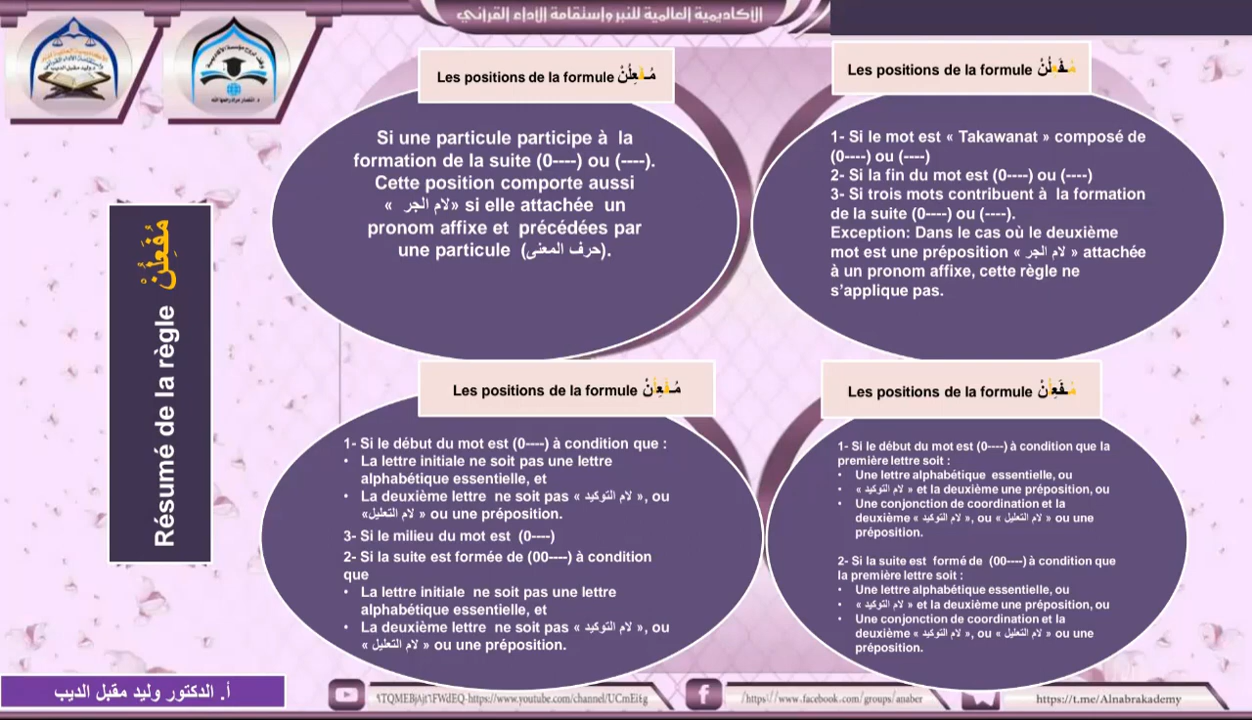 الاكاديمية العالمية للنبر وإستقامة الاداء القرآني
Résumé de la règle مُفَعِلُنْ
Les positions de la formule مُـفَعِلُنْ
Si une particule participe à la
formation de la suite (0----) ou (----).
Cette position comporte aussi
« لام الجر» si elle attachée un
pronom affixe et précédées par
une particule (حرف المعنى).
Les positions de la formule مُـفَعَلُنْ
1- Si le mot est « Takawanat » composé de
(0----) ou (----)
2- Si la fin du mot est (0----) ou (----)
3- Si trois mots contribuent à la formation
de la suite (0----) ou (----).
Exception: Dans le cas où le deuxième
mot est une préposition « لام الجر » attachée
à un pronom affixe, cette règle ne
s’applique pas.
Les positions de la formule مُـفَعِلُنْ
1- Si le début du mot est (0----) à condition que :
• La lettre initiale ne soit pas une lettre
alphabétique essentielle, et
• La deuxième lettre ne soit pas « لام التوكيد », ou
«لام التعليل » ou une préposition.
3- Si le milieu du mot est (0----)
2- Si la suite est formée de (00----) à condition
que
• La lettre initiale ne soit pas une lettre
alphabétique essentielle, et
• La deuxième lettre ne soit pas « لام التوكيد », ou
« لام التعليل » ou une préposition.
Les positions de la formule مُـفَعِلُنْ
1- Si le début du mot est (0----) à condition que la
première lettre soit :
• Une lettre alphabétique essentielle, ou
• « لام التوكيد » et la deuxième une préposition, ou
• Une conjonction de coordination et la
deuxième « لام التوكيد », ou « لام التعليل » ou une
préposition.
2- Si la suite est formé de (00----) à condition que
la première lettre soit :
• Une lettre alphabétique essentielle, ou
• « لام التوكيد » et la deuxième une préposition, ou
• Une conjonction de coordination et la
deuxième « لام التوكيد », ou « لام التعليل » ou une
préposition.
أ. الدكتور وليد مقبل الديب
https://www.youtube.com/channel/UCmEi
/https://www.facebook.com/groups/anaber
https://t.me/Alnabrakademy